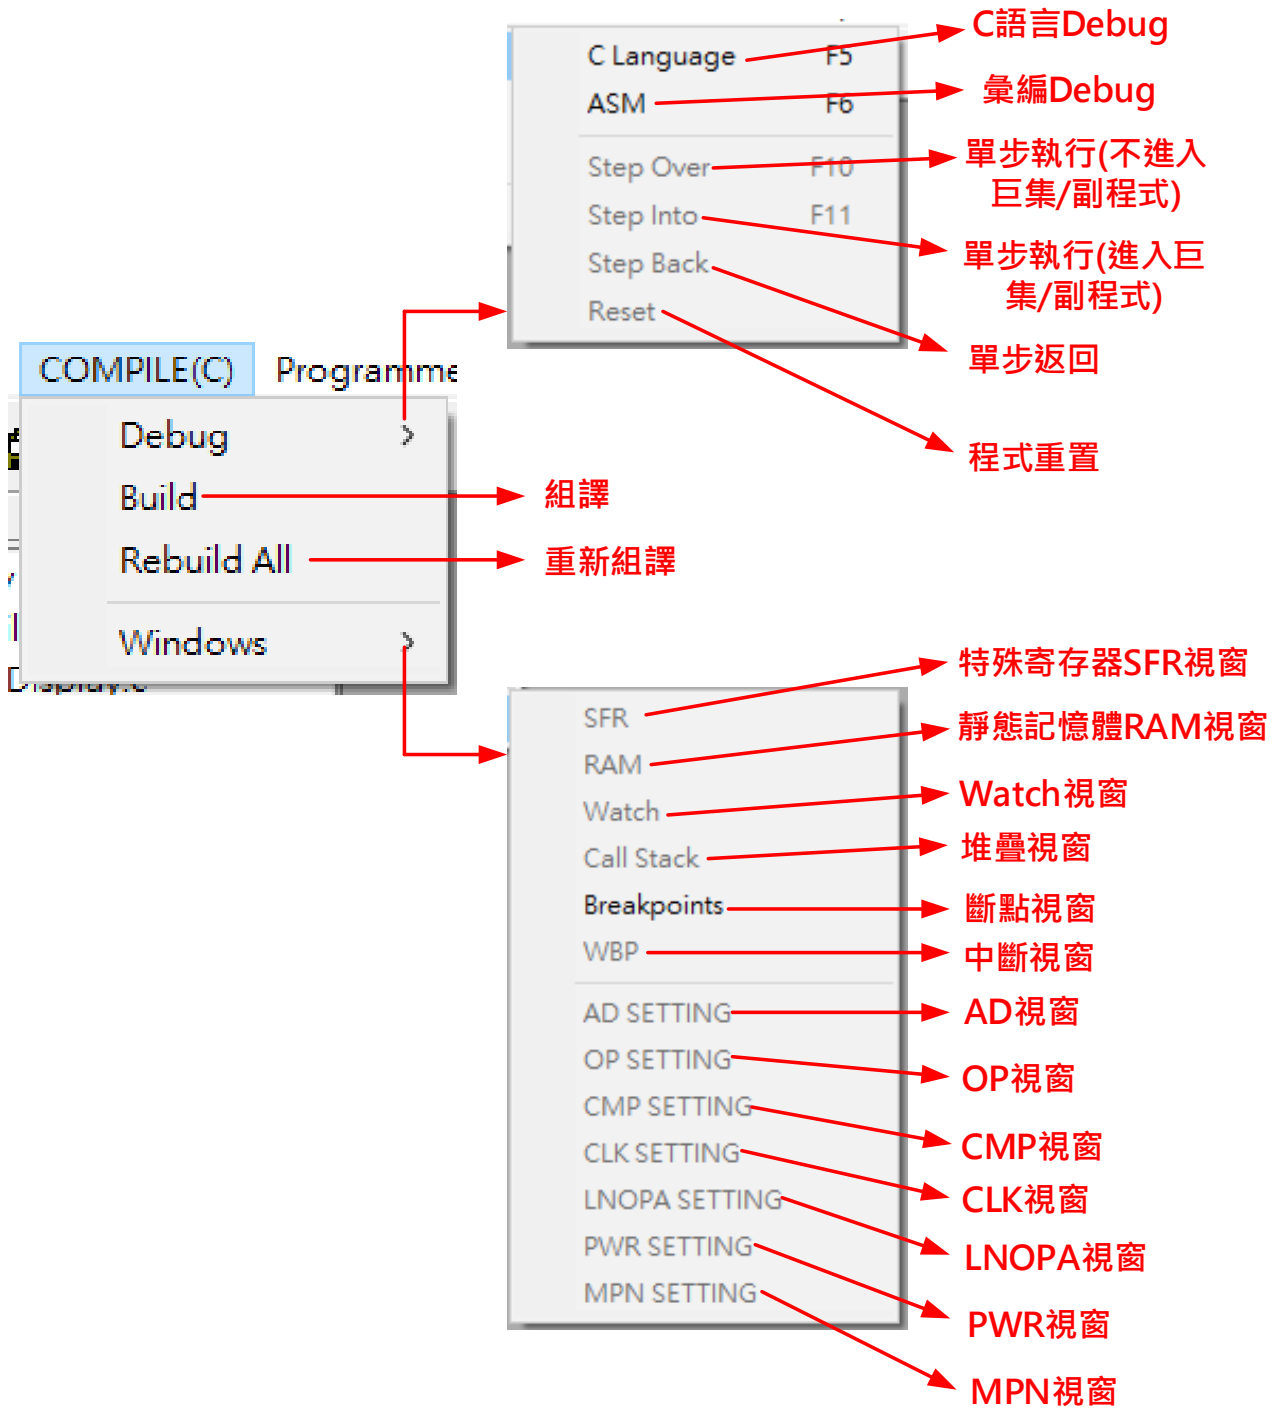 C Language F5
C語言Debug
ASM F6
彙編Debug
Step Over F10
單步執行(不進入
巨集/副程式)
Step Into F11
單步執行(進入巨
集/副程式)
Step Back
單步返回
Reset
程式重置
COMPILE(C) Programme
Debug
Build
組譯
Rebuild All
重新組譯
Windows
SFR
特殊寄存器SFR視窗
RAM
靜態記憶體RAM視窗
Watch
Watch視窗
Call Stack
堆疊視窗
Breakpoints
斷點視窗
WBP
中斷視窗
AD SETTING
AD視窗
OP SETTING
OP視窗
CMP SETTING
CMP視窗
CLK SETTING
CLK視窗
LNOPA SETTING
LNOPA視窗
PWR SETTING
PWR視窗
MPN SETTING
MPN視窗